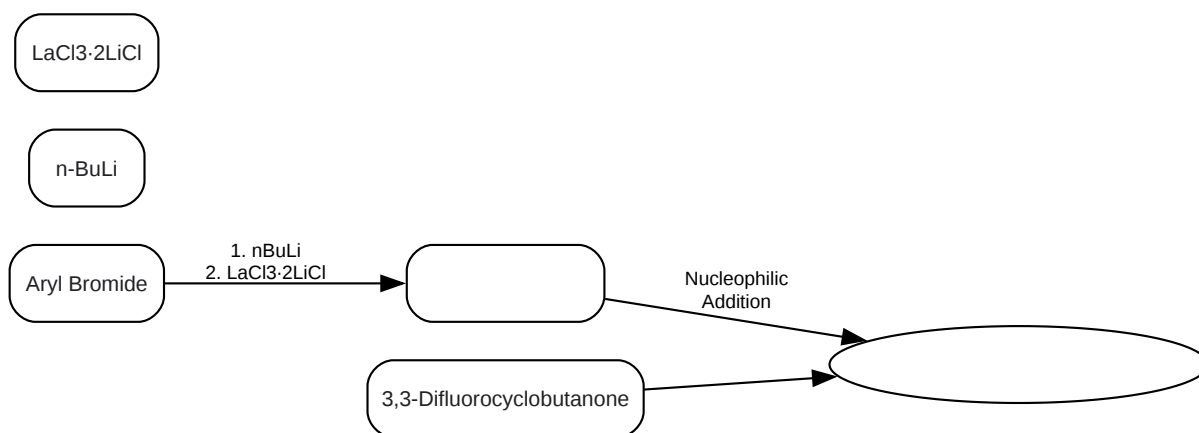 LaCl3·2LiCl
n-BuLi
Aryl Bromide
1. nBuLi
2. LaCl3·2LiCl
Nucleophilic
Addition
3,3-Difluorocyclobutanone